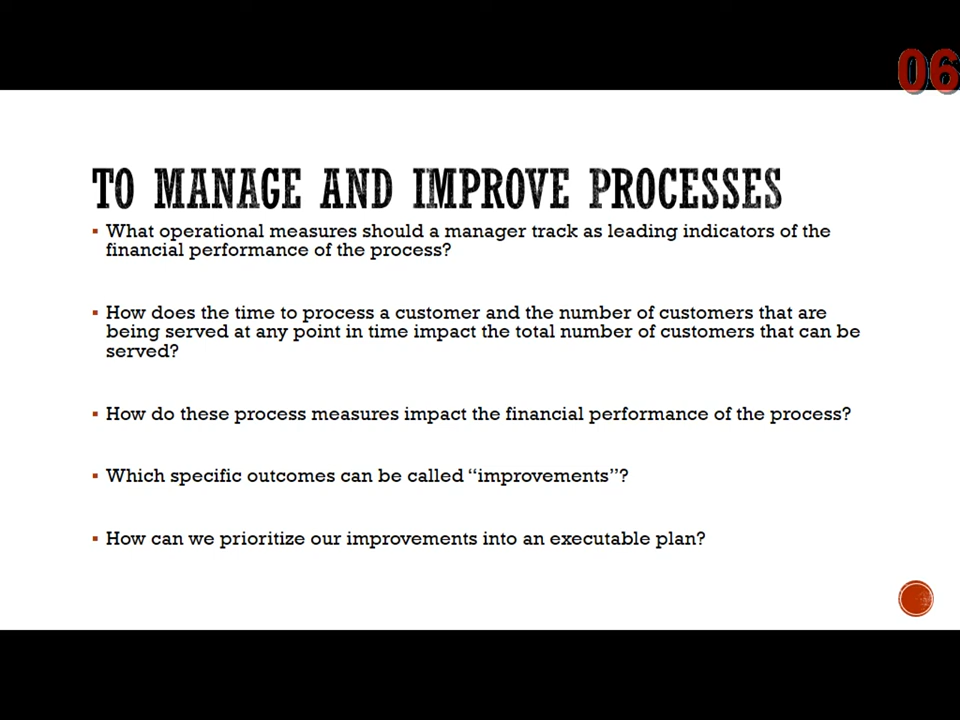 06
TO MANAGE AND IMPROVE PROCESSES
▪ What operational measures should a manager track as leading indicators of the
financial performance of the process?
▪ How does the time to process a customer and the number of customers that are
being served at any point in time impact the total number of customers that can be
served?
▪ How do these process measures impact the financial performance of the process?
▪ Which specific outcomes can be called “improvements”?
▪ How can we prioritize our improvements into an executable plan?